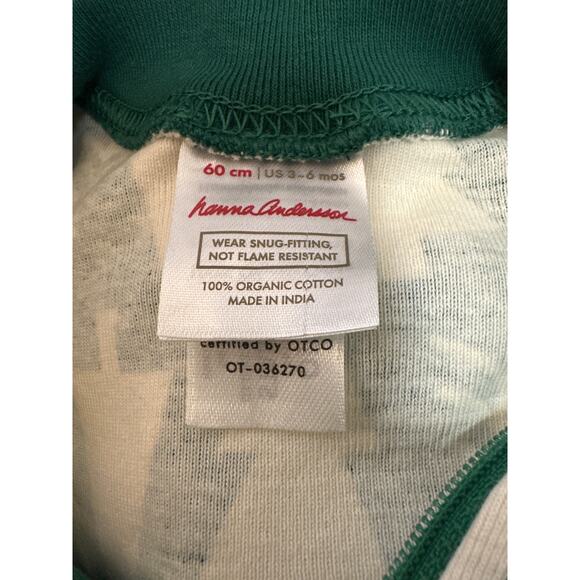 60 cm | US 3-6 mos
hanna andersson
WEAR SNUG-FITTING,
NOT FLAME RESISTANT
100% ORGANIC COTTON
MADE IN INDIA
certified by OTCO
OT-036270